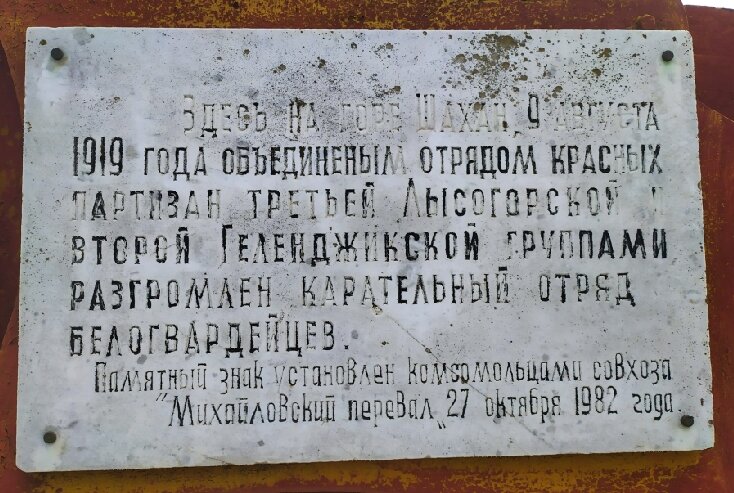 Здесь на горе Шахан, 9 августа
1919 года объединеным отрядом красных
партизан третьей Лысогорской и
второй Геленджикской группами
разгромлен карательный отряд
белогвардейцев.
Памятный знак установлен комсомольцами совхоза
"Михайловский перевал" 27 октября 1982 года.